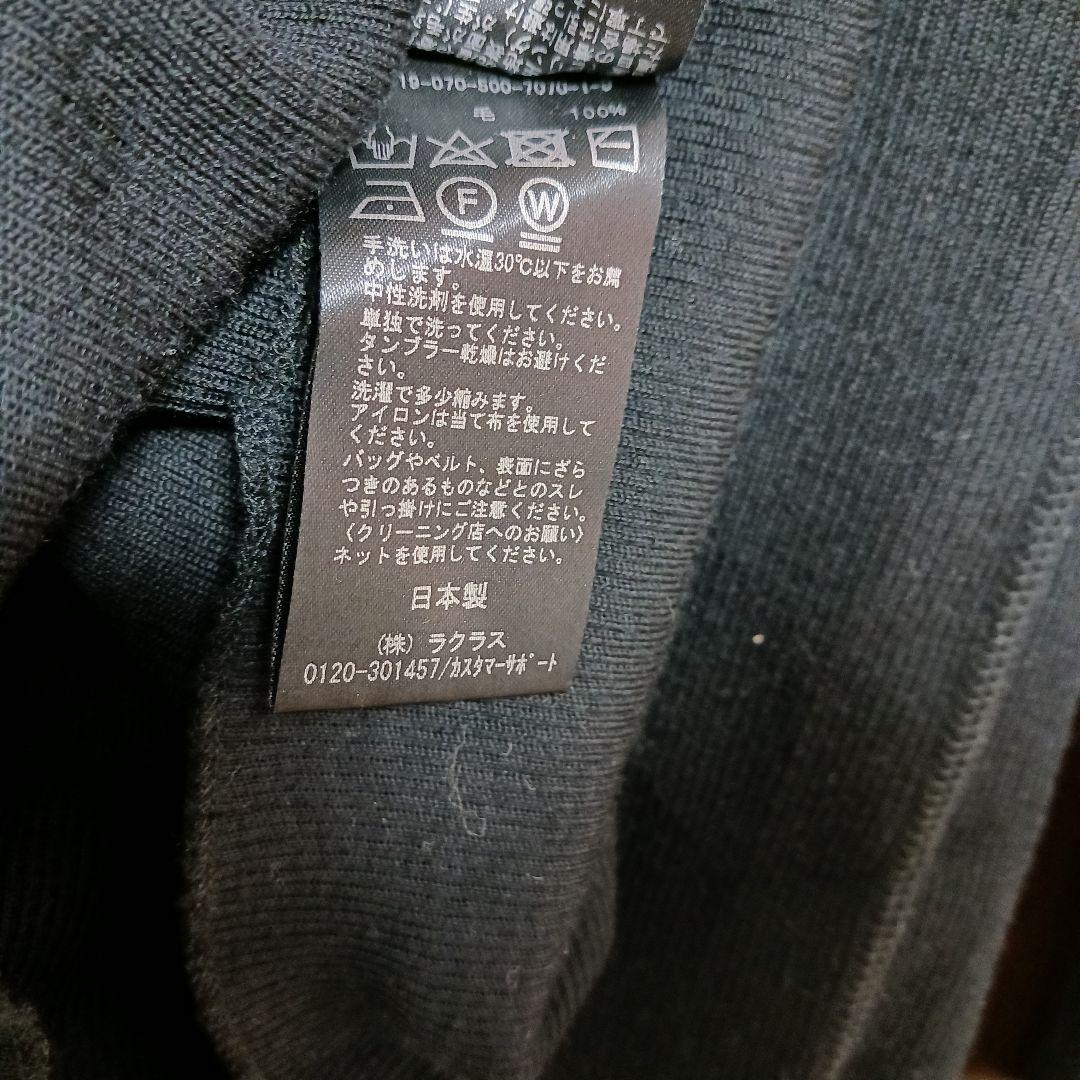 19-070-500-7070-1-3
毛 100%
F W
手洗いは水温30℃以下をお薦
めします。
中性洗剤を使用してください。
単独で洗ってください。
タンブラー乾燥はお避けくだ
さい。
洗濯で多少縮みます。
アイロンは当て布を使用して
ください。
バッグやベルト、表面にざら
つきのあるものなどとのスレ
や引っ掛けにご注意ください。
〈クリーニング店へのお願い〉
ネットを使用してください。
日本製
(株) ラクラス
0120-301457/カスタマーサポート